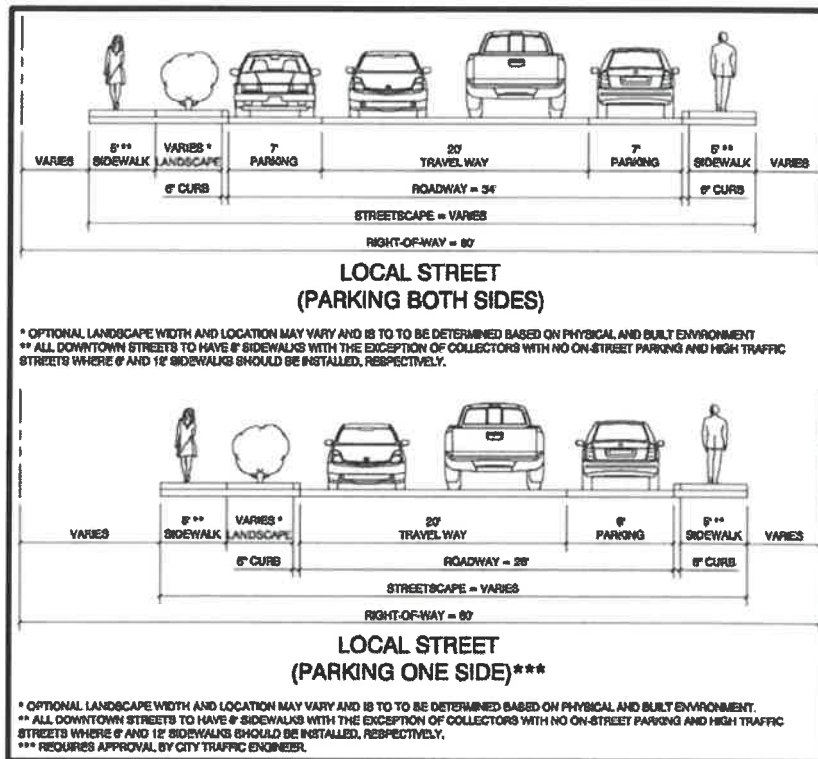 VARIES 5' ** SIDEWALK VARIES * LANDSCAPE 7' PARKING 20' TRAVEL WAY 7' PARKING 5' ** SIDEWALK VARIES
6" CURB ROADWAY = 34' 6" CURB
STREETSCAPE = VARIES
RIGHT-OF-WAY = 60'
LOCAL STREET
(PARKING BOTH SIDES)
* OPTIONAL LANDSCAPE WIDTH AND LOCATION MAY VARY AND IS TO TO BE DETERMINED BASED ON PHYSICAL AND BUILT ENVIRONMENT
** ALL DOWNTOWN STREETS TO HAVE 8' SIDEWALKS WITH THE EXCEPTION OF COLLECTORS WITH NO ON-STREET PARKING AND HIGH TRAFFIC
STREETS WHERE 6' AND 12' SIDEWALKS SHOULD BE INSTALLED, RESPECTIVELY.
VARIES 5' ** SIDEWALK VARIES * LANDSCAPE 20' TRAVEL WAY 8' PARKING 5' ** SIDEWALK VARIES
6" CURB ROADWAY = 28' 6" CURB
STREETSCAPE = VARIES
RIGHT-OF-WAY = 60'
LOCAL STREET
(PARKING ONE SIDE)***
* OPTIONAL LANDSCAPE WIDTH AND LOCATION MAY VARY AND IS TO TO BE DETERMINED BASED ON PHYSICAL AND BUILT ENVIRONMENT.
** ALL DOWNTOWN STREETS TO HAVE 8' SIDEWALKS WITH THE EXCEPTION OF COLLECTORS WITH NO ON-STREET PARKING AND HIGH TRAFFIC
STREETS WHERE 6' AND 12' SIDEWALKS SHOULD BE INSTALLED, RESPECTIVELY.
*** REQUIRES APPROVAL BY CITY TRAFFIC ENGINEER.